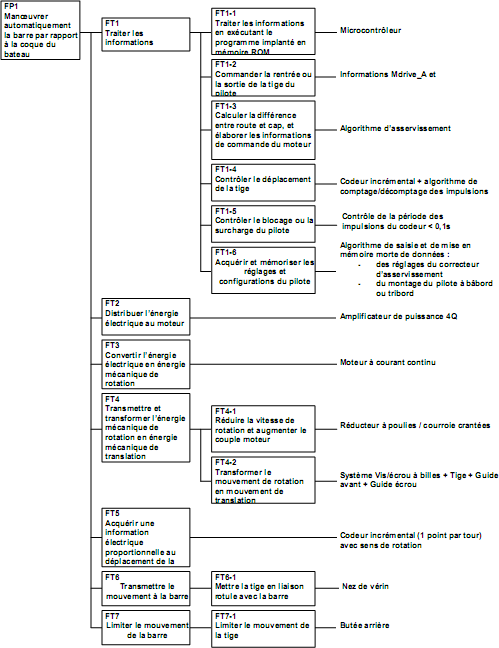 FP1
Manœuvrer
automatiquement
la barre par rapport
à la coque du
bateau
FT1
Traiter les
informations
FT1-1
Traiter les informations
en exécutant le
programme implanté en
mémoire ROM
Microcontrôleur
FT1-2
Commander la rentrée ou
la sortie de la tige du
pilote
Informations Mdrive_A et
FT1-3
Calculer la différence
entre route et cap, et
élaborer les informations
de commande du moteur
Algorithme d'asservissement
FT1-4
Contrôler le déplacement
de la tige
Codeur incrémental + algorithme de
comptage/décomptage des impulsions
FT1-5
Contrôler le blocage ou la
surcharge du pilote
Contrôle de la période des
impulsions du codeur < 0,1s
FT1-6
Acquérir et mémoriser les
réglages et
configurations du pilote
Algorithme de saisie et de mise en
mémoire morte de données :
- des réglages du correcteur
d'asservissement
- du montage du pilote à bâbord
ou tribord
FT2
Distribuer l'énergie
électrique au moteur
Amplificateur de puissance 4Q
FT3
Convertir l'énergie
électrique en énergie
mécanique de
rotation
Moteur à courant continu
FT4
Transmettre et
transformer l'énergie
mécanique de
rotation en énergie
mécanique de
translation
FT4-1
Réduire la vitesse de
rotation et augmenter le
couple moteur
Réducteur à poulies / courroie crantées
FT4-2
Transformer le
mouvement de rotation
en mouvement de
translation
Système Vis/écrou à billes + Tige + Guide
avant + Guide écrou
FT5
Acquérir une
information
électrique
proportionnelle au
déplacement de la
Codeur incrémental (1 point par tour)
avec sens de rotation
FT6
Transmettre le
mouvement à la barre
FT6-1
Mettre la tige en liaison
rotule avec la barre
Nez de vérin
FT7
Limiter le mouvement
de la barre
FT7-1
Limiter le mouvement de
la tige
Butée arrière